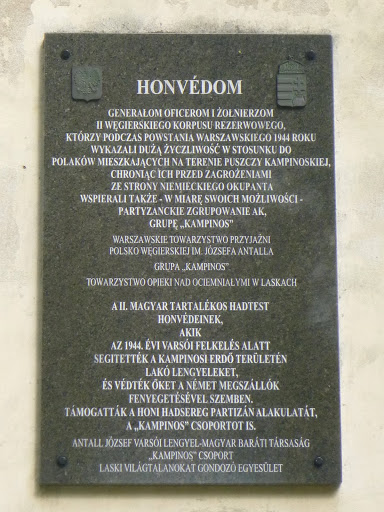 HONVÉDOM
GENERAŁOM OFICEROM I ŻOŁNIERZOM
II WĘGIERSKIEGO KORPUSU REZERWOWEGO,
KTÓRZY PODCZAS POWSTANIA WARSZAWSKIEGO 1944 ROKU
WYKAZALI DUŻĄ ŻYCZLIWOŚĆ W STOSUNKU DO
POLAKÓW MIESZKAJĄCYCH NA TERENIE PUSZCZY KAMPINOSKIEJ,
CHRONIĄC ICH PRZED ZAGROŻENIAMI
ZE STRONY NIEMIECKIEGO OKUPANTA
WSPIERALI TAKŻE - W MIARĘ SWOICH MOŻLIWOŚCI -
PARTYZANCKIE ZGRUPOWANIE AK,
GRUPĘ „KAMPINOS”
WARSZAWSKIE TOWARZYSTWO PRZYJAŹNI
POLSKO WĘGIERSKIEJ IM. JÓZSEFA ANTALLA
GRUPA „KAMPINOS”
TOWARZYSTWO OPIEKI NAD OCIEMNIAŁYMI W LASKACH
A II. MAGYAR TARTALÉKOS HADTEST
HONVÉDEINEK,
AKIK
AZ 1944. ÉVI VARSÓI FELKELÉS ALATT
SEGITETTÉK A KAMPINOSI ERDŐ TERÜLETÉN
LAKÓ LENGYELEKET,
ÉS VÉDTÉK ŐKET A NÉMET MEGSZÁLLÓK
FENYEGETÉSÉVEL SZEMBEN.
TÁMOGATTÁK A HONI HADSEREG PARTIZÁN ALAKULATÁT,
A „KAMPINOS” CSOPORTOT IS.
ANTALL JÓZSEF VARSÓI LENGYEL-MAGYAR BARÁTI TÁRSASÁG
„KAMPINOS” CSOPORT
LASKI VILÁGTALANOKAT GONDOZÓ EGYESÜLET